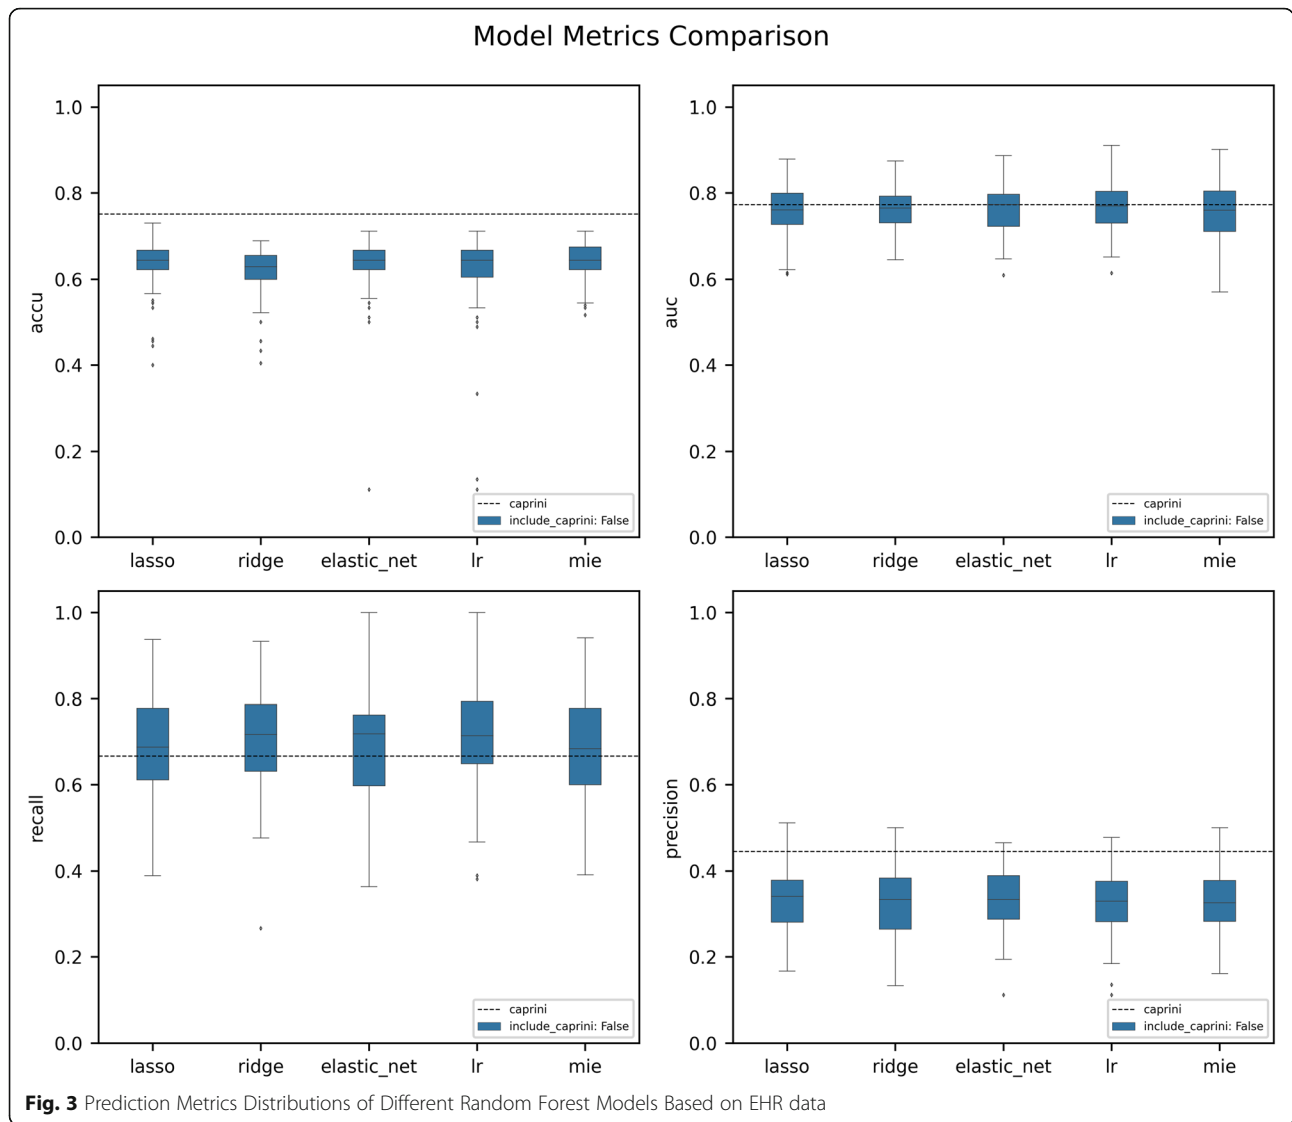 Model Metrics Comparison
1.0
0.8
0.6
0.4
0.2
0.0
accu
caprini
include_caprini: False
lasso ridge elastic_net lr mie
1.0
0.8
0.6
0.4
0.2
0.0
auc
caprini
include_caprini: False
lasso ridge elastic_net lr mie
1.0
0.8
0.6
0.4
0.2
0.0
recall
caprini
include_caprini: False
lasso ridge elastic_net lr mie
1.0
0.8
0.6
0.4
0.2
0.0
precision
caprini
include_caprini: False
lasso ridge elastic_net lr mie
Fig. 3 Prediction Metrics Distributions of Different Random Forest Models Based on EHR data